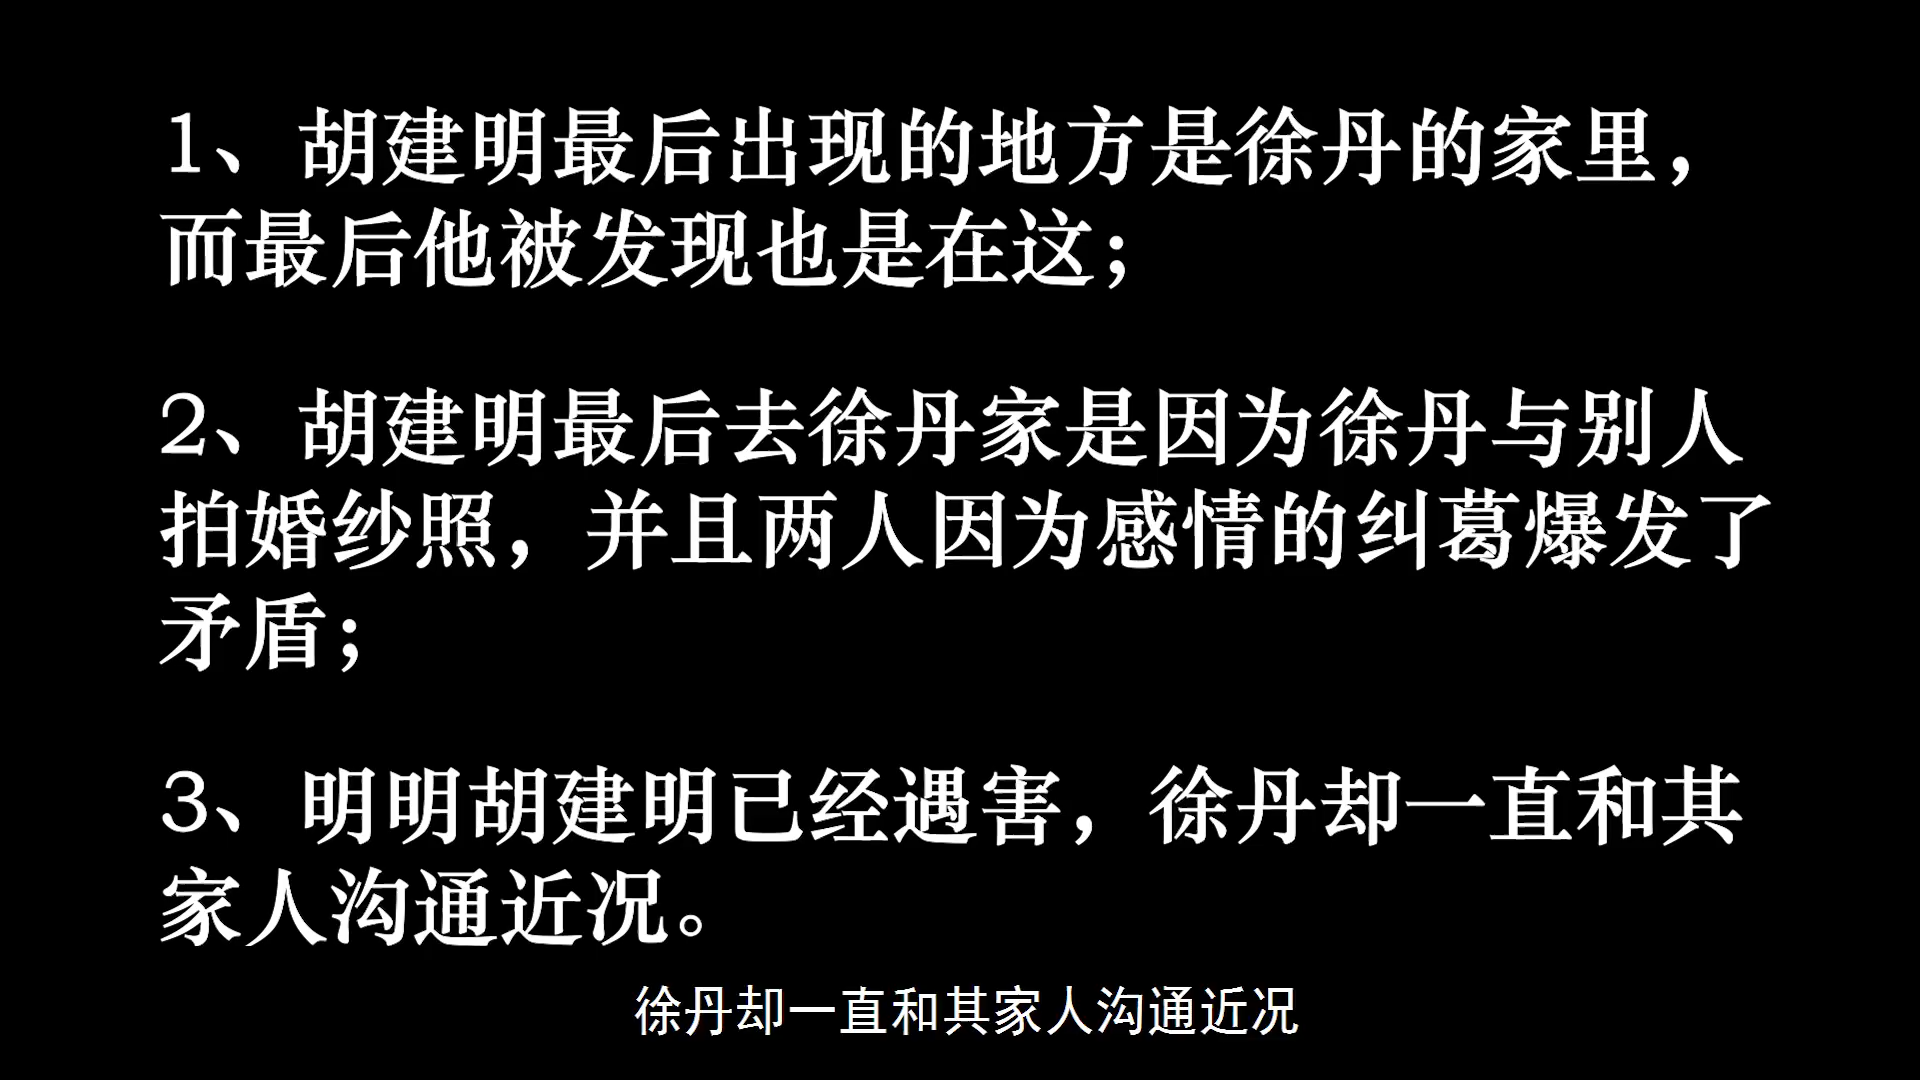 1、胡建明最后出现的地方是徐丹的家里，
而最后他被发现也是在这；
2、胡建明最后去徐丹家是因为徐丹与别人
拍婚纱照，并且两人因为感情的纠葛爆发了
矛盾；
3、明明胡建明已经遇害，徐丹却一直和其
家人沟通近况。
徐丹却一直和其家人沟通近况